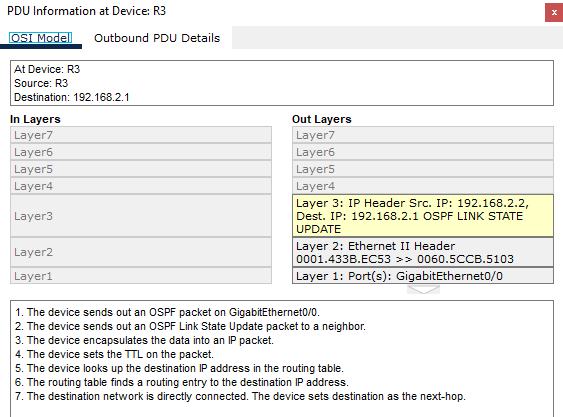 PDU Information at Device: R3
x
OSI Model Outbound PDU Details
At Device: R3
Source: R3
Destination: 192.168.2.1
In Layers
Layer7
Layer6
Layer5
Layer4
Layer3
Layer2
Layer1
Out Layers
Layer7
Layer6
Layer5
Layer4
Layer 3: IP Header Src. IP: 192.168.2.2,
Dest. IP: 192.168.2.1 OSPF LINK STATE
UPDATE
Layer 2: Ethernet II Header
0001.433B.EC53 >> 0060.5CCB.5103
Layer 1: Port(s): GigabitEthernet0/0
1. The device sends out an OSPF packet on GigabitEthernet0/0.
2. The device sends out an OSPF Link State Update packet to a neighbor.
3. The device encapsulates the data into an IP packet.
4. The device sets the TTL on the packet.
5. The device looks up the destination IP address in the routing table.
6. The routing table finds a routing entry to the destination IP address.
7. The destination network is directly connected. The device sets destination as the next-hop.